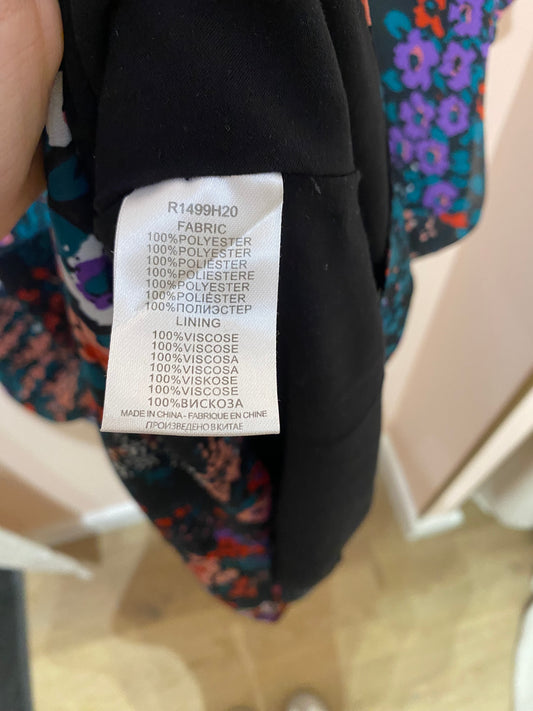 R1499H20
FABRIC
100%POLYESTER
100%POLYESTER
100%POLIESTERE
100%POLIESTER
100%POLYESTER
100%POLIÉSTER
100%ПОЛИЭСТЕР
LINING
100%VISCOSE
100%VISCOSE
100%VISCOSA
100%VISCOSA
100%VISKOSE
100%VISCOSE
100%ВИСКОЗА
MADE IN CHINA - FABRIQUE EN CHINE
ПРОИЗВЕДЕНО В КИТАЕ